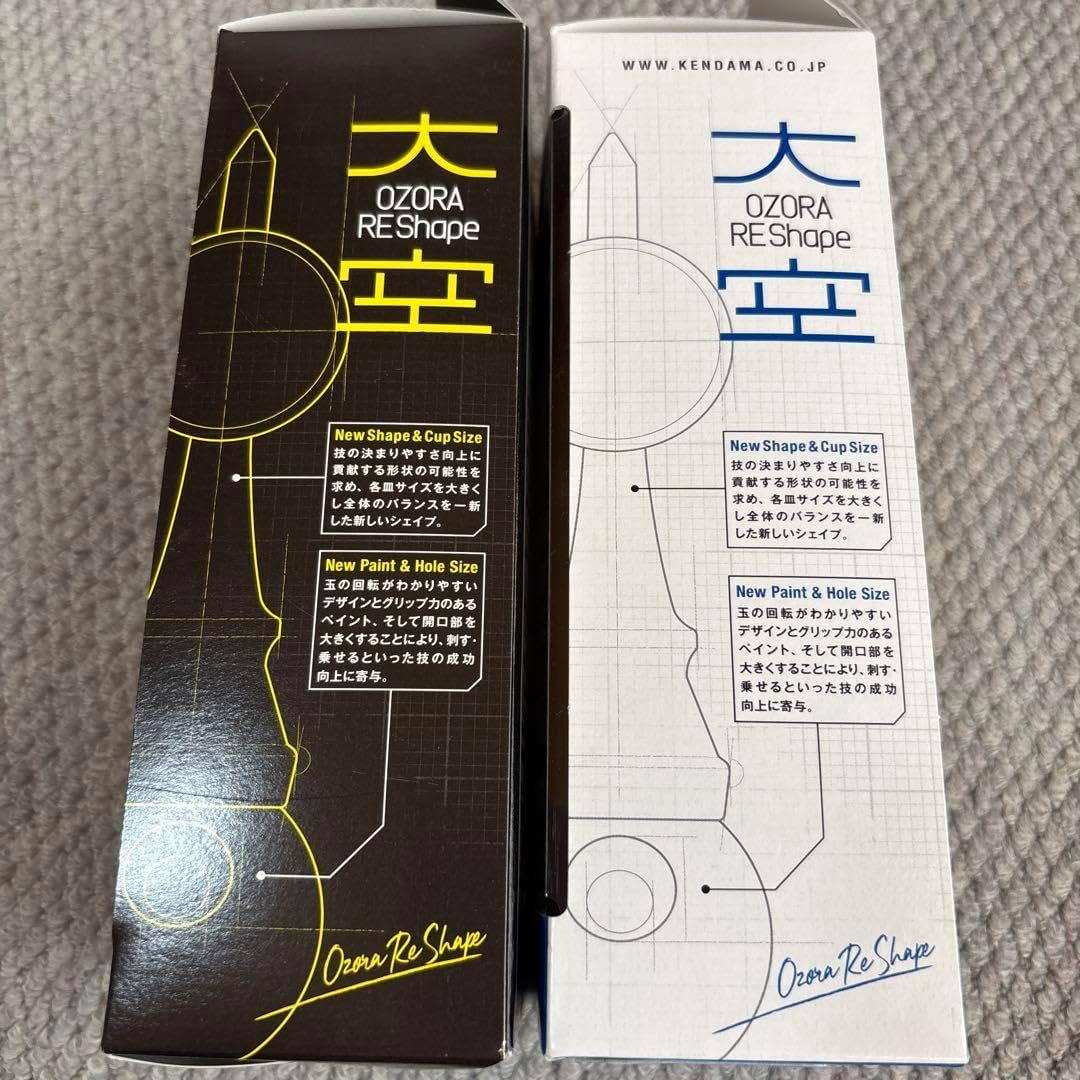 大
OZORA
REShape
空
New Shape & Cup Size
技の決まりやすさ向上に
貢献する形状の可能性を
求め、各皿サイズを大きく
し全体のバランスを一新
した新しいシェイプ。
New Paint & Hole Size
玉の回転がわかりやすい
デザインとグリップ力のある
ペイント、そして開口部を
大きくすることにより、刺す・
乗せるといった技の成功
向上に寄与。
Ozora Re Shape
WWW.KENDAMA.CO.JP
大
OZORA
REShape
空
New Shape & Cup Size
技の決まりやすさ向上に
貢献する形状の可能性を
求め、各皿サイズを大きく
し全体のバランスを一新
した新しいシェイプ。
New Paint & Hole Size
玉の回転がわかりやすい
デザインとグリップ力のある
ペイント、そして開口部を
大きくすることにより、刺す・
乗せるといった技の成功
向上に寄与。
Ozora Re Shape